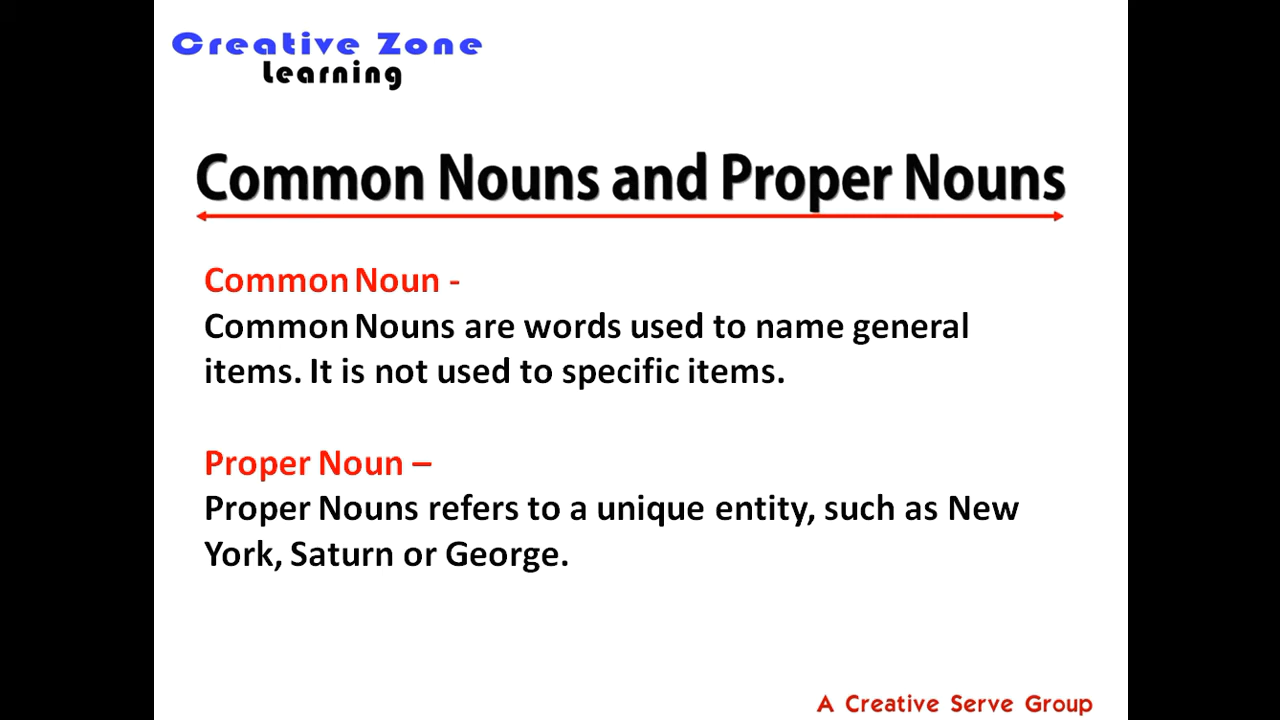 Creative Zone
Learning
Common Nouns and Proper Nouns
Common Noun -
Common Nouns are words used to name general
items. It is not used to specific items.
Proper Noun –
Proper Nouns refers to a unique entity, such as New
York, Saturn or George.
A Creative Serve Group